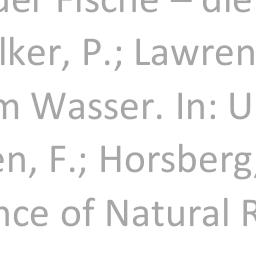 der Fische – die
lker, P.; Lawren
m Wasser. In: U
en, F.; Horsberg,
nce of Natural R